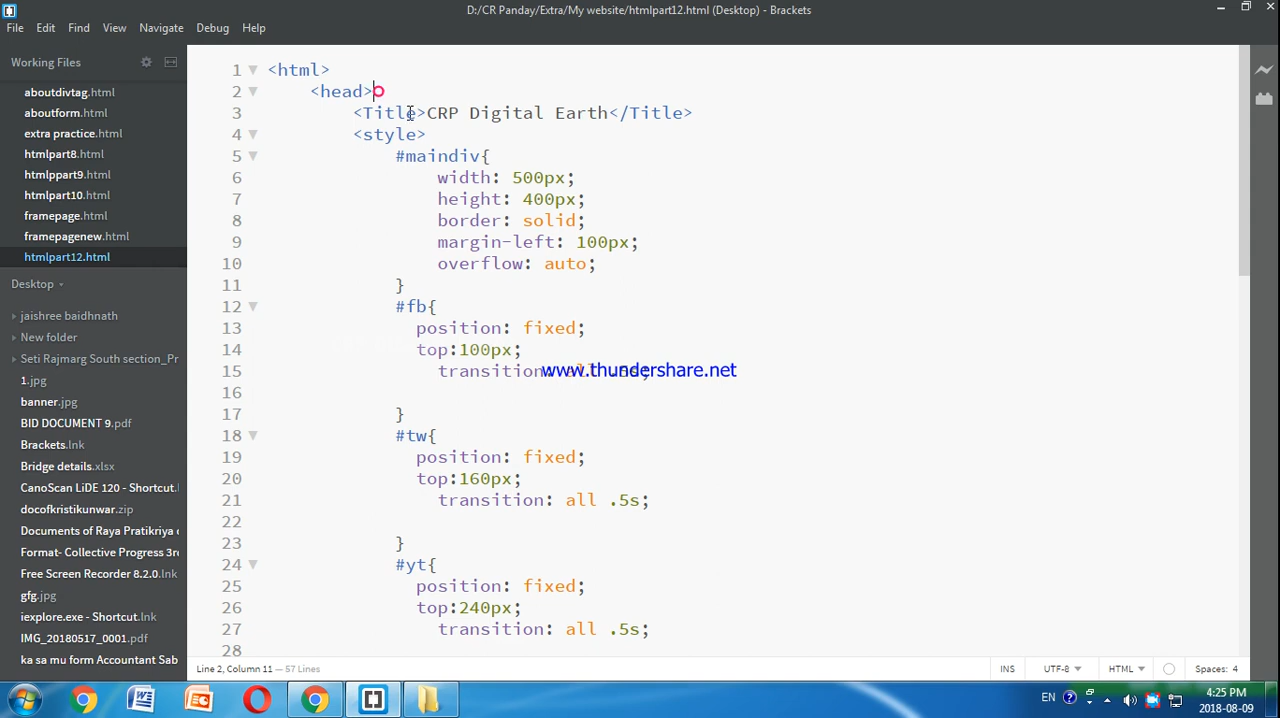 D:/CR Panday/Extra/My website/htmlpart12.html (Desktop) - Brackets
File Edit Find View Navigate Debug Help
Working Files
aboutdivtag.html
aboutform.html
extra practice.html
htmlpart8.html
htmlppart9.html
htmlpart10.html
framepage.html
framepagenew.html
htmlpart12.html
Desktop
jaishree baidhnath
New folder
Seti Rajmarg South section_Pr
1.jpg
banner.jpg
BID DOCUMENT 9.pdf
Brackets.lnk
Bridge details.xlsx
CanoScan LiDE 120 - Shortcut.l
docofkristikunwar.zip
Documents of Raya Pratikriya
Format- Collective Progress 3r
Free Screen Recorder 8.2.0.lnk
gfg.jpg
iexplore.exe - Shortcut.lnk
IMG_20180517_0001.pdf
ka sa mu form Accountant Sab
1 <html>
2 <head>
3 <Title>CRP Digital Earth</Title>
4 <style>
5 #maindiv{
6 width: 500px;
7 height: 400px;
8 border: solid;
9 margin-left: 100px;
10 overflow: auto;
11 }
12 #fb{
13 position: fixed;
14 top:100px;
15 transition: all .5s;
www.thundershare.net
16
17 }
18 #tw{
19 position: fixed;
20 top:160px;
21 transition: all .5s;
22
23 }
24 #yt{
25 position: fixed;
26 top:240px;
27 transition: all .5s;
28
Line 2, Column 11 — 57 Lines
INS UTF-8 HTML Spaces: 4
EN 4:25 PM
2018-08-09